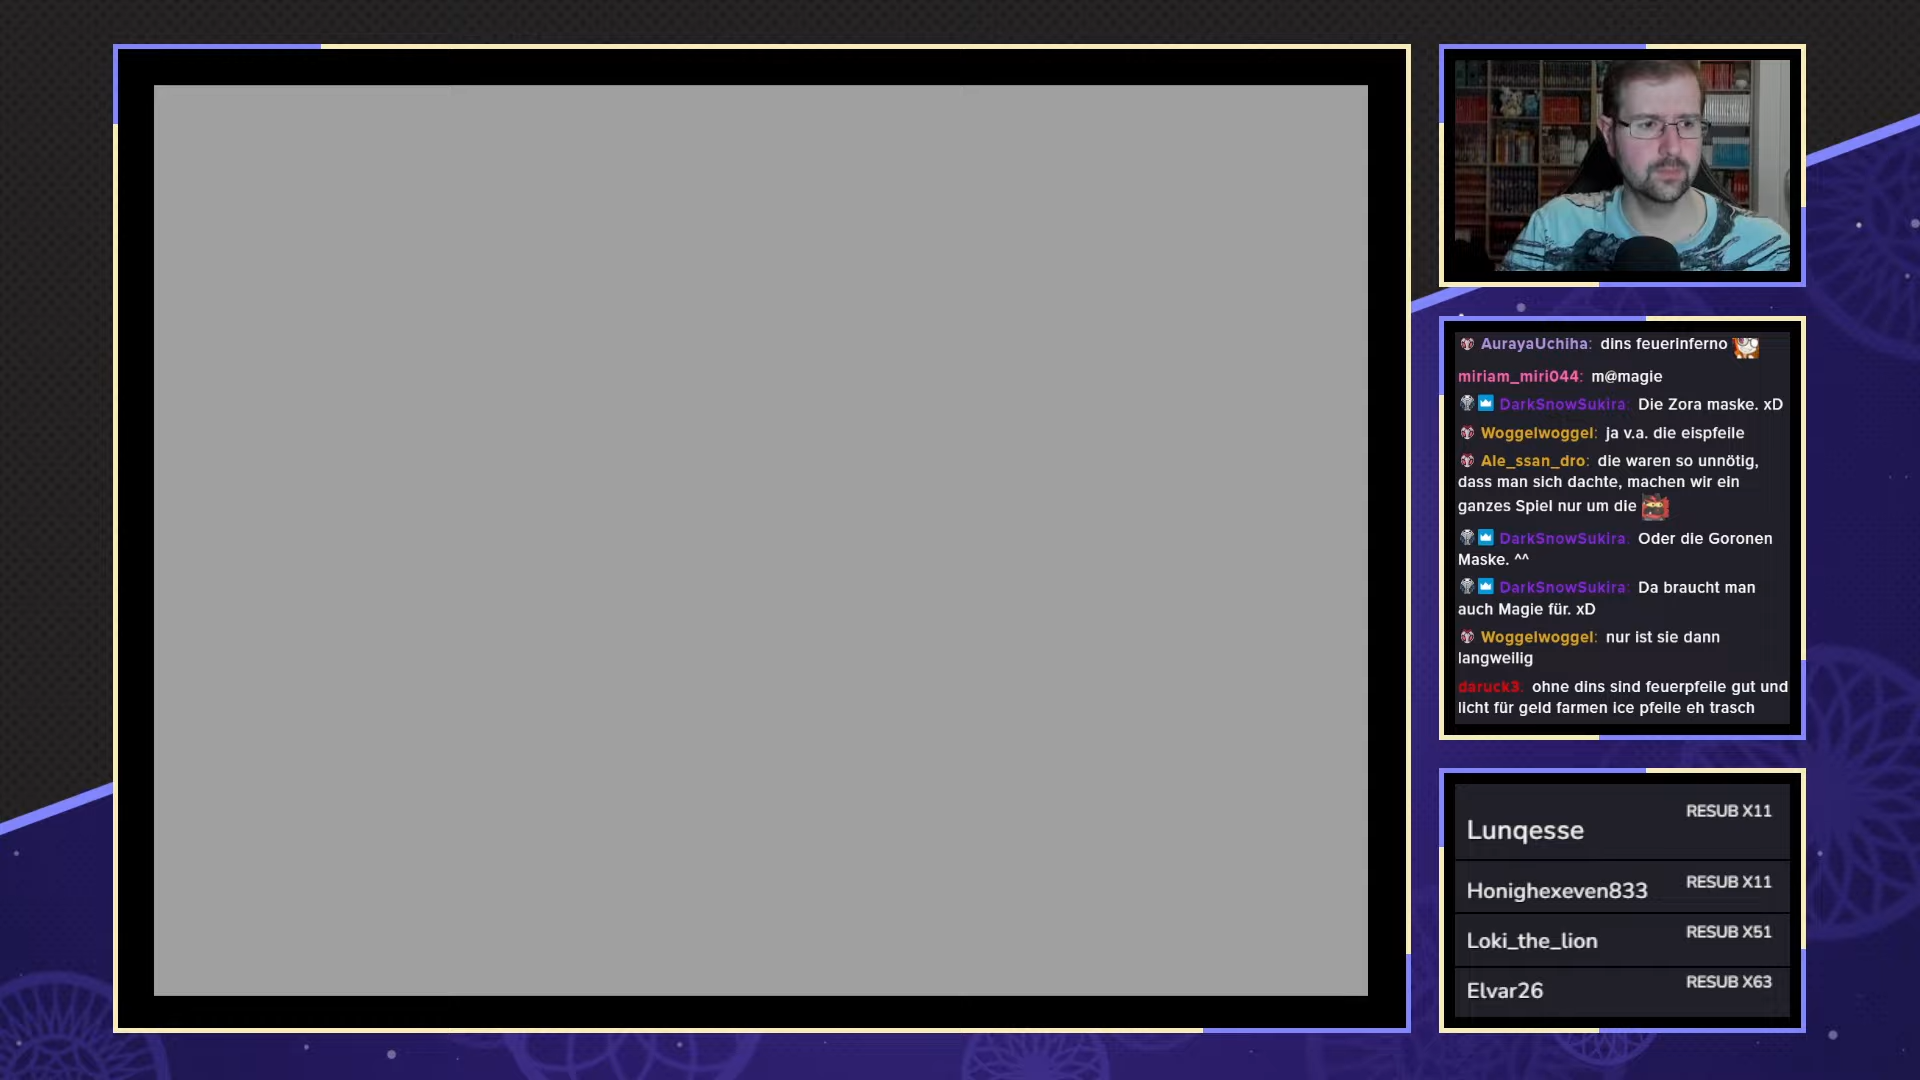 AurayaUchiha: dins feuerinferno
miriam_miri044: m@magie
DarkSnowSukira: Die Zora maske. xD
Woggelwoggel: ja v.a. die eispfeile
Ale_ssan_dro: die waren so unnötig,
dass man sich dachte, machen wir ein
ganzes Spiel nur um die
DarkSnowSukira: Oder die Goronen
Maske. ^^
DarkSnowSukira: Da braucht man
auch Magie für. xD
Woggelwoggel: nur ist sie dann
langweilig
daruck3: ohne dins sind feuerpfeile gut und
licht für geld farmen ice pfeile eh trasch
RESUB X11
Lunqesse
RESUB X11
Honighexeven833
RESUB X51
Loki_the_lion
RESUB X63
Elvar26